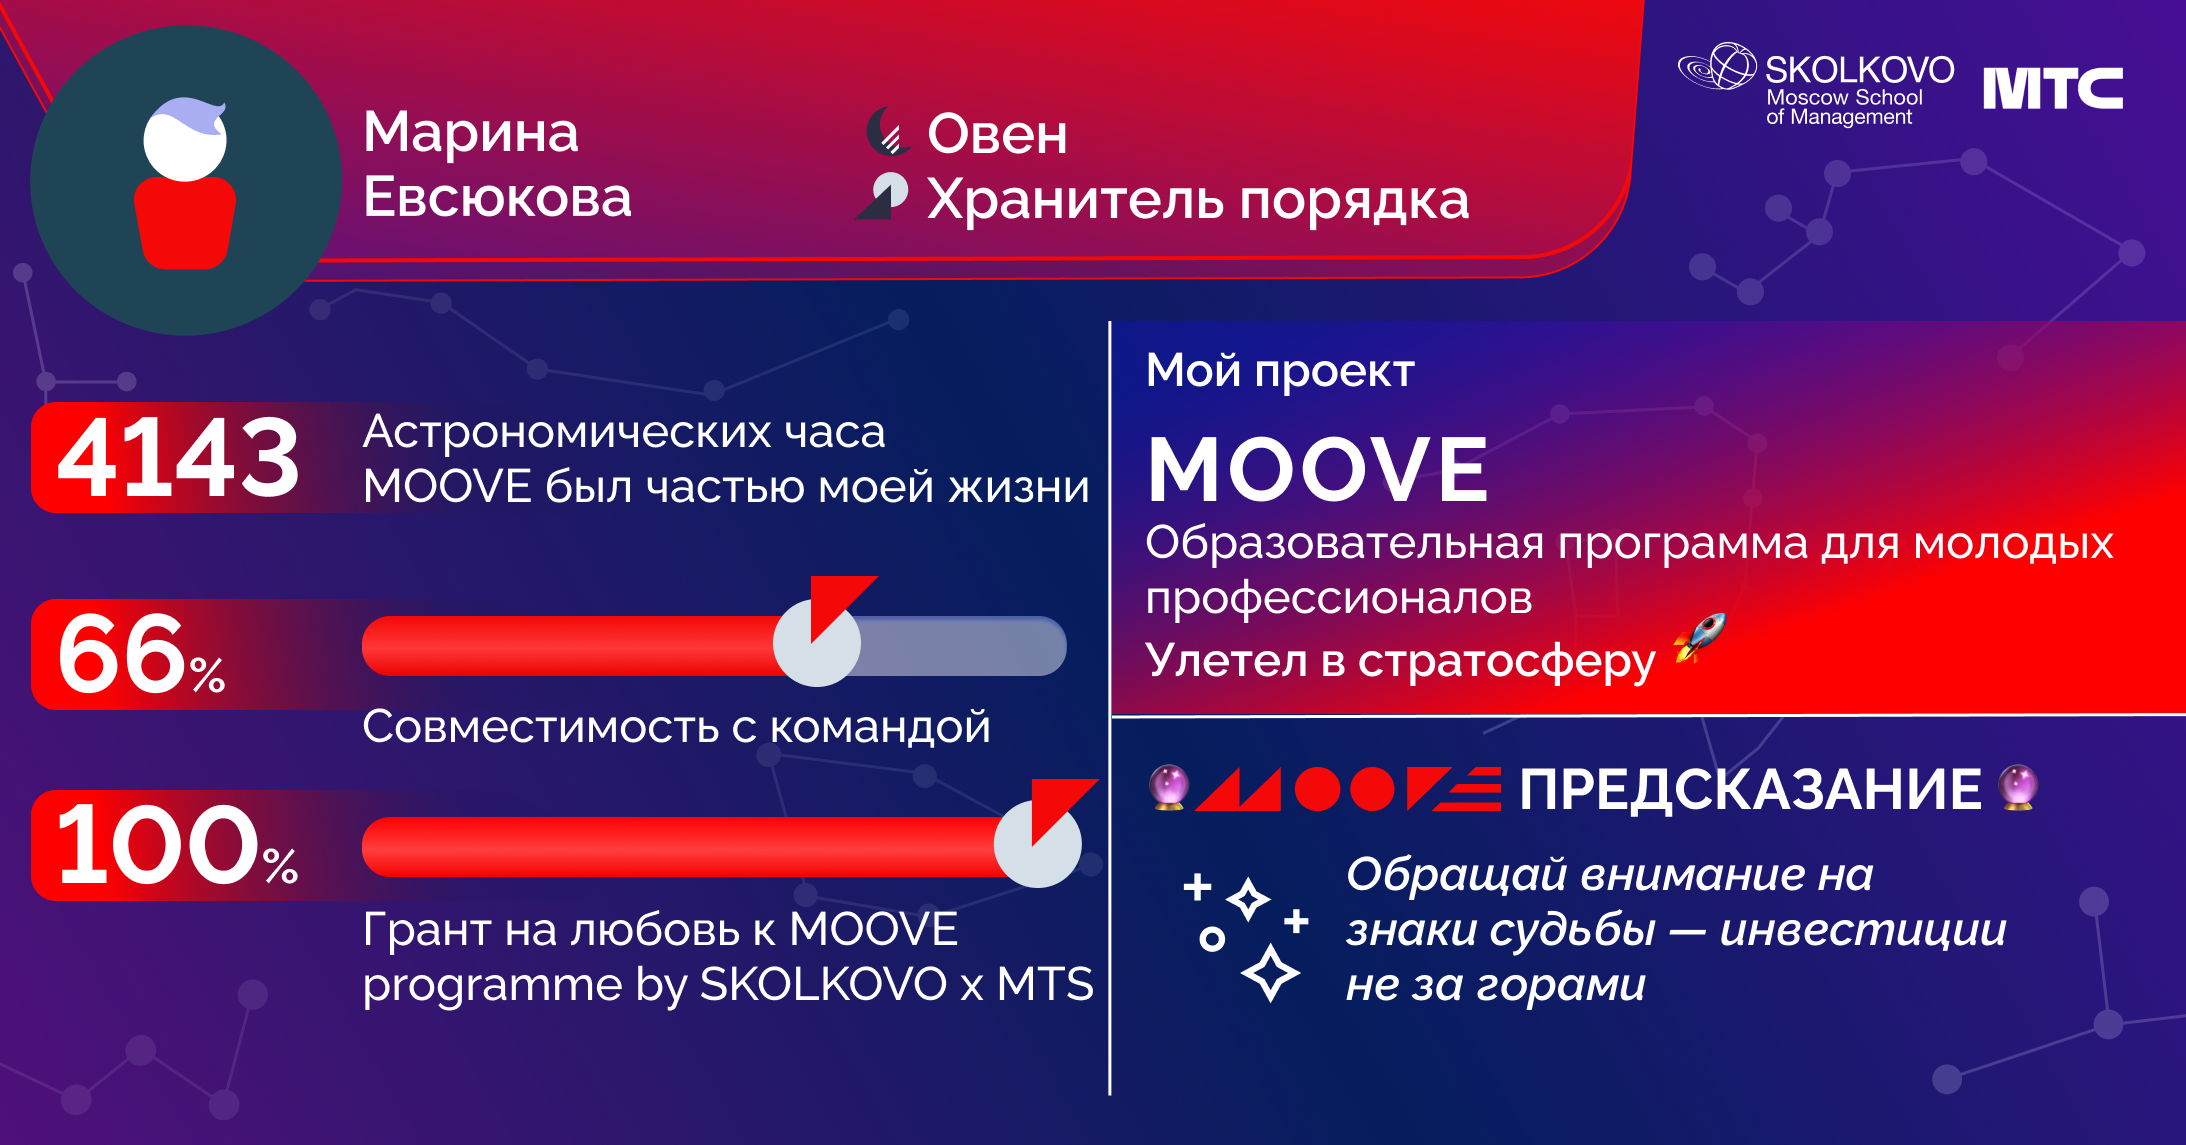 Марина
Евсюкова
Овен
Хранитель порядка
SKOLKOVO
Moscow School
of Management
МТС
4143
Астрономических часа
MOOVE был частью моей жизни
66%
Совместимость с командой
100%
Грант на любовь к MOOVE
programme by SKOLKOVO x MTS
Мой проект
MOOVE
Образовательная программа для молодых
профессионалов
Улетел в стратосферу 🚀
🔮MOOVE ПРЕДСКАЗАНИЕ 🔮
Обращай внимание на
знаки судьбы — инвестиции
не за горами